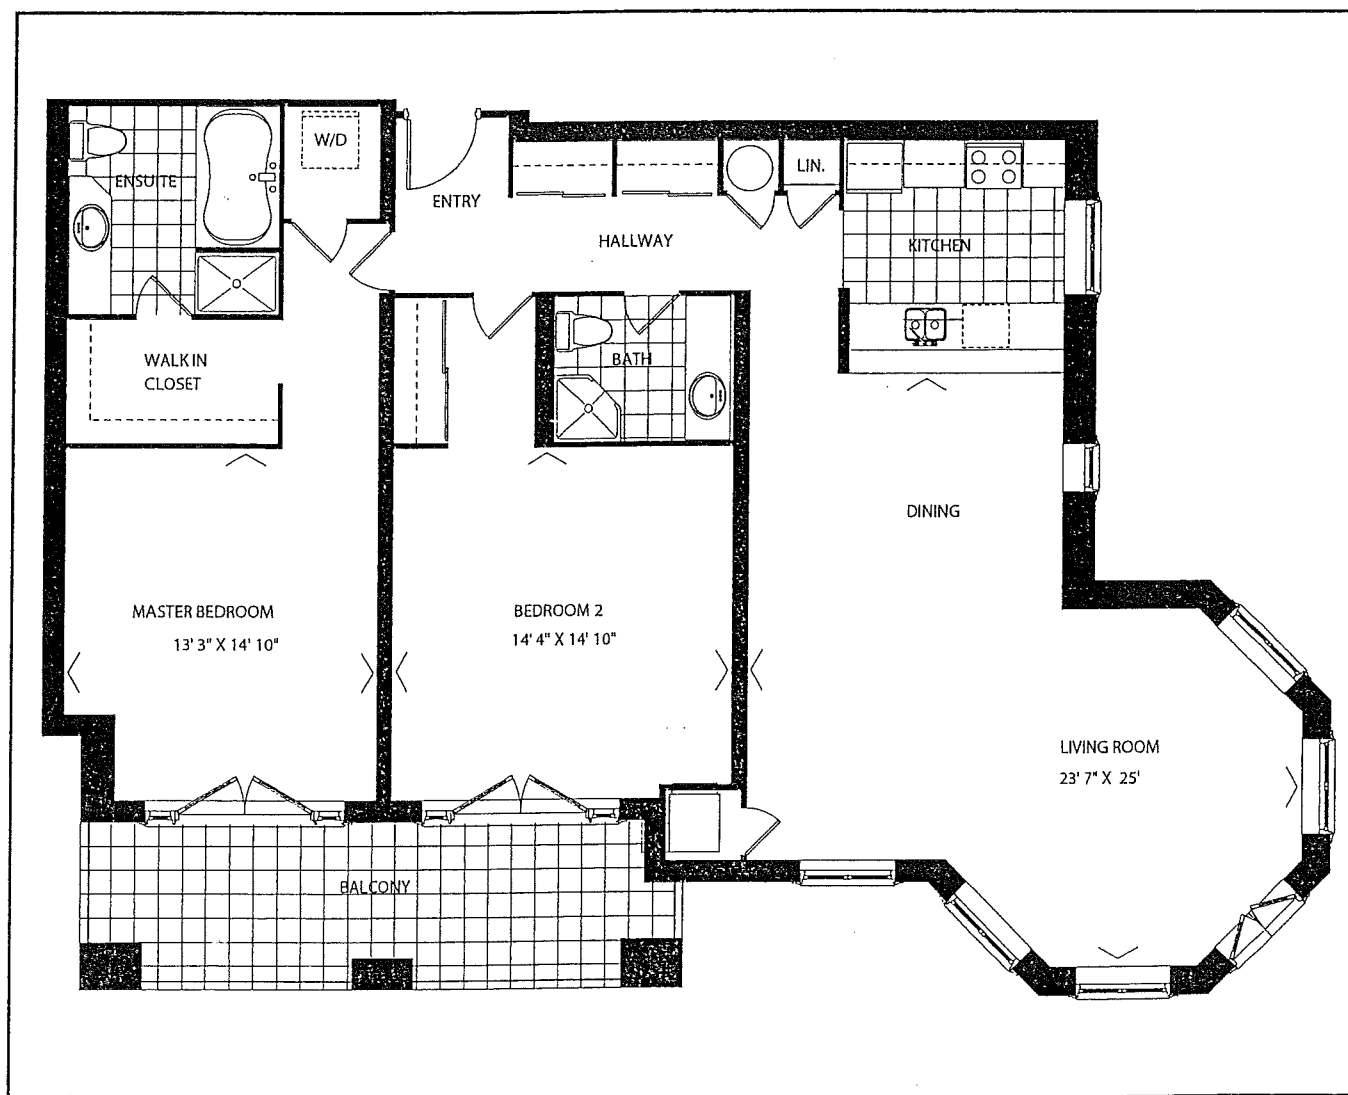 W/D
LIN.
ENSUITE
ENTRY
HALLWAY
KITCHEN
WALK IN
CLOSET
BATH
DINING
MASTER BEDROOM
13' 3" X 14' 10"
BEDROOM 2
14' 4" X 14' 10"
LIVING ROOM
23' 7" X 25'
BALCONY